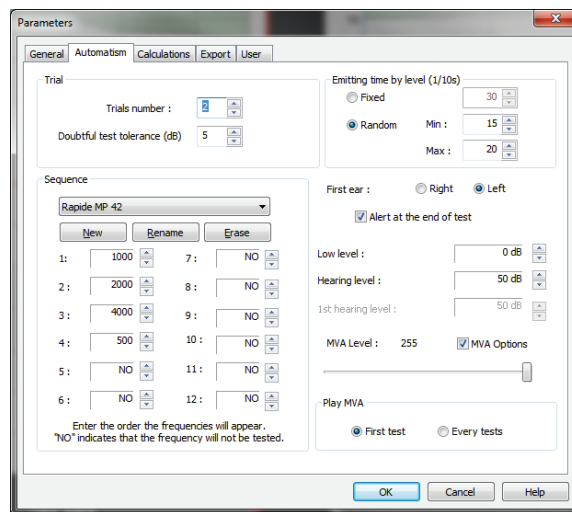 Parameters
General Automatism Calculations Export User
Trial
Trials number : 2
Doubtful test tolerance (dB) 5
Emitting time by level (1/10s)
Fixed 30
Random Min : 15
Max : 20
Sequence
Rapide MP 42
New Rename Erase
1: 1000 7 : NO
2 : 2000 8 : NO
3 : 4000 9 : NO
4 : 500 10 : NO
5 : NO 11 : NO
6 : NO 12 : NO
Enter the order the frequencies will appear.
"NO" indicates that the frequency will not be tested.
First ear : Right Left
Alert at the end of test
Low level : 0 dB
Hearing level : 50 dB
1st hearing level : 50 dB
MVA Level : 255 MVA Options
Play MVA
First test Every tests
OK Cancel Help